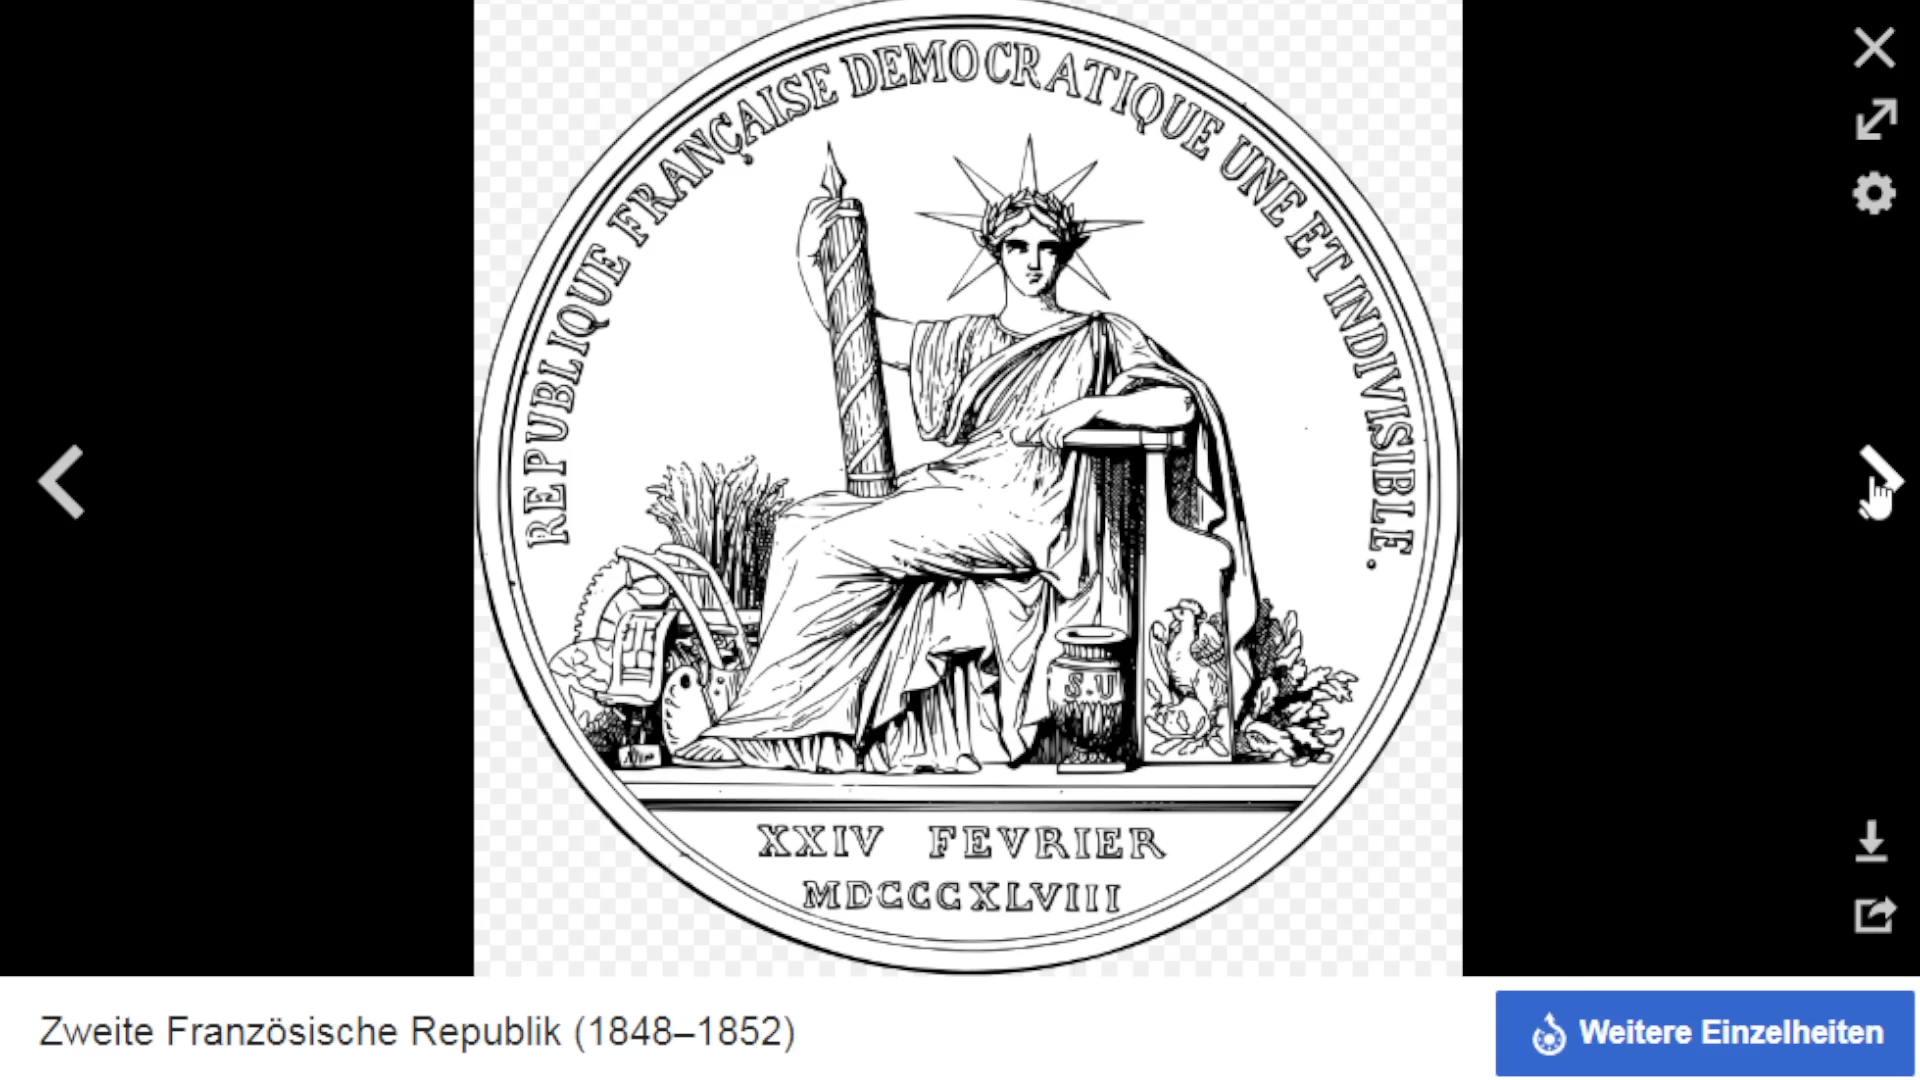 REPUBLIQUE FRANÇAISE DEMOCRATIQUE UNE ET INDIVISIBLE.
S.U
XXIV FEVRIER
MDCCCXLVIII
Zweite Französische Republik (1848–1852)
Weitere Einzelheiten